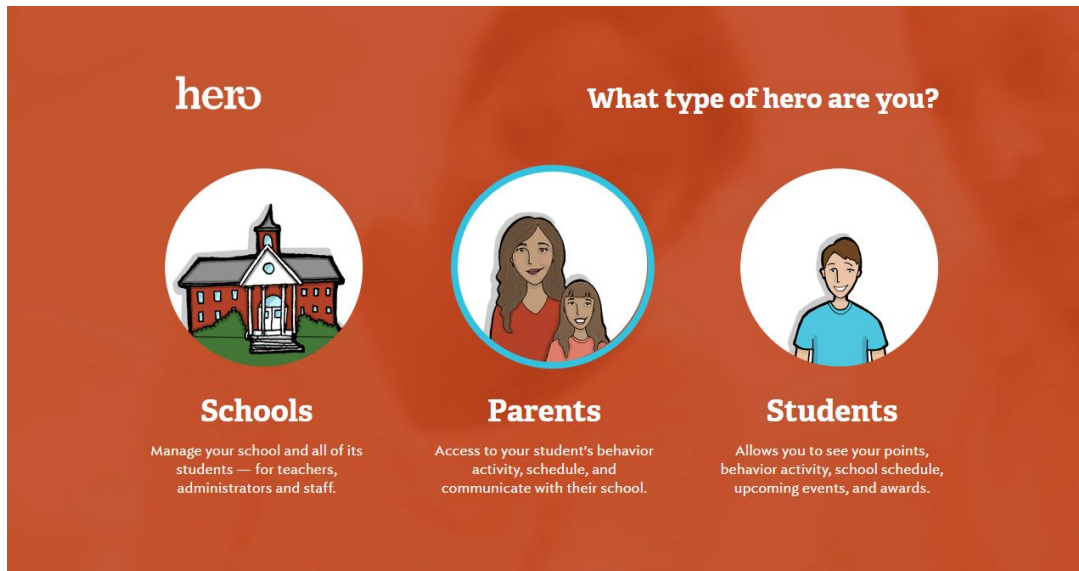 hero
What type of hero are you?
Schools
Manage your school and all of its
students — for teachers,
administrators and staff.
Parents
Access to your student's behavior
activity, schedule, and
communicate with their school.
Students
Allows you to see your points,
behavior activity, school schedule,
upcoming events, and awards.